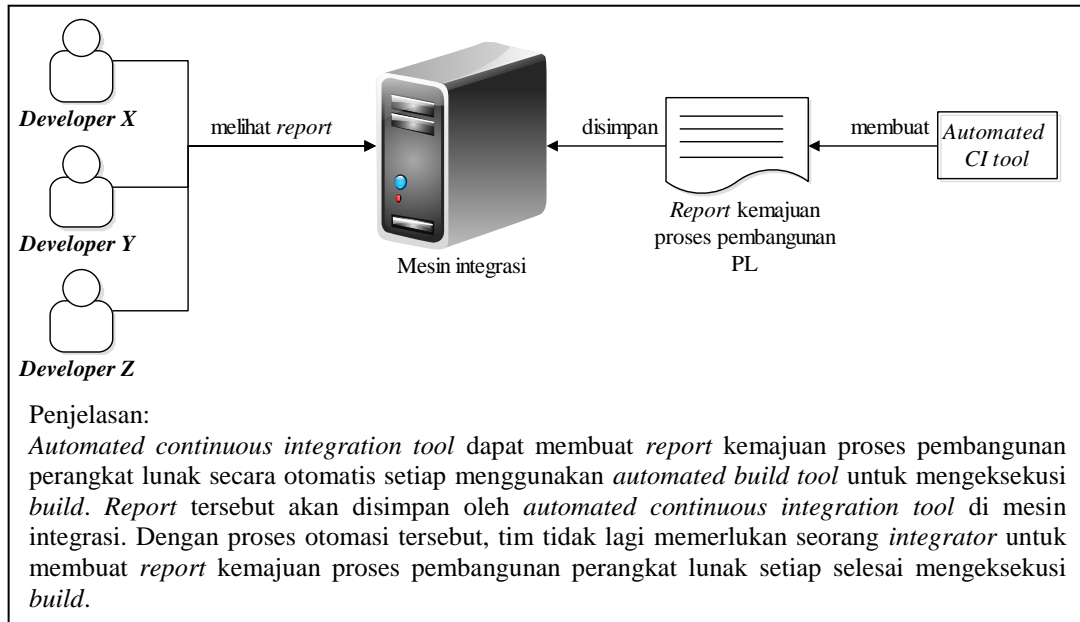 Developer X
melihat report
disimpan
membuat
Automated
CI tool
Developer Y
Report kemajuan
proses pembangunan
PL
Mesin integrasi
Developer Z
Penjelasan:
Automated continuous integration tool dapat membuat report kemajuan proses pembangunan
perangkat lunak secara otomatis setiap menggunakan automated build tool untuk mengeksekusi
build. Report tersebut akan disimpan oleh automated continuous integration tool di mesin
integrasi. Dengan proses otomasi tersebut, tim tidak lagi memerlukan seorang integrator untuk
membuat report kemajuan proses pembangunan perangkat lunak setiap selesai mengeksekusi
build.